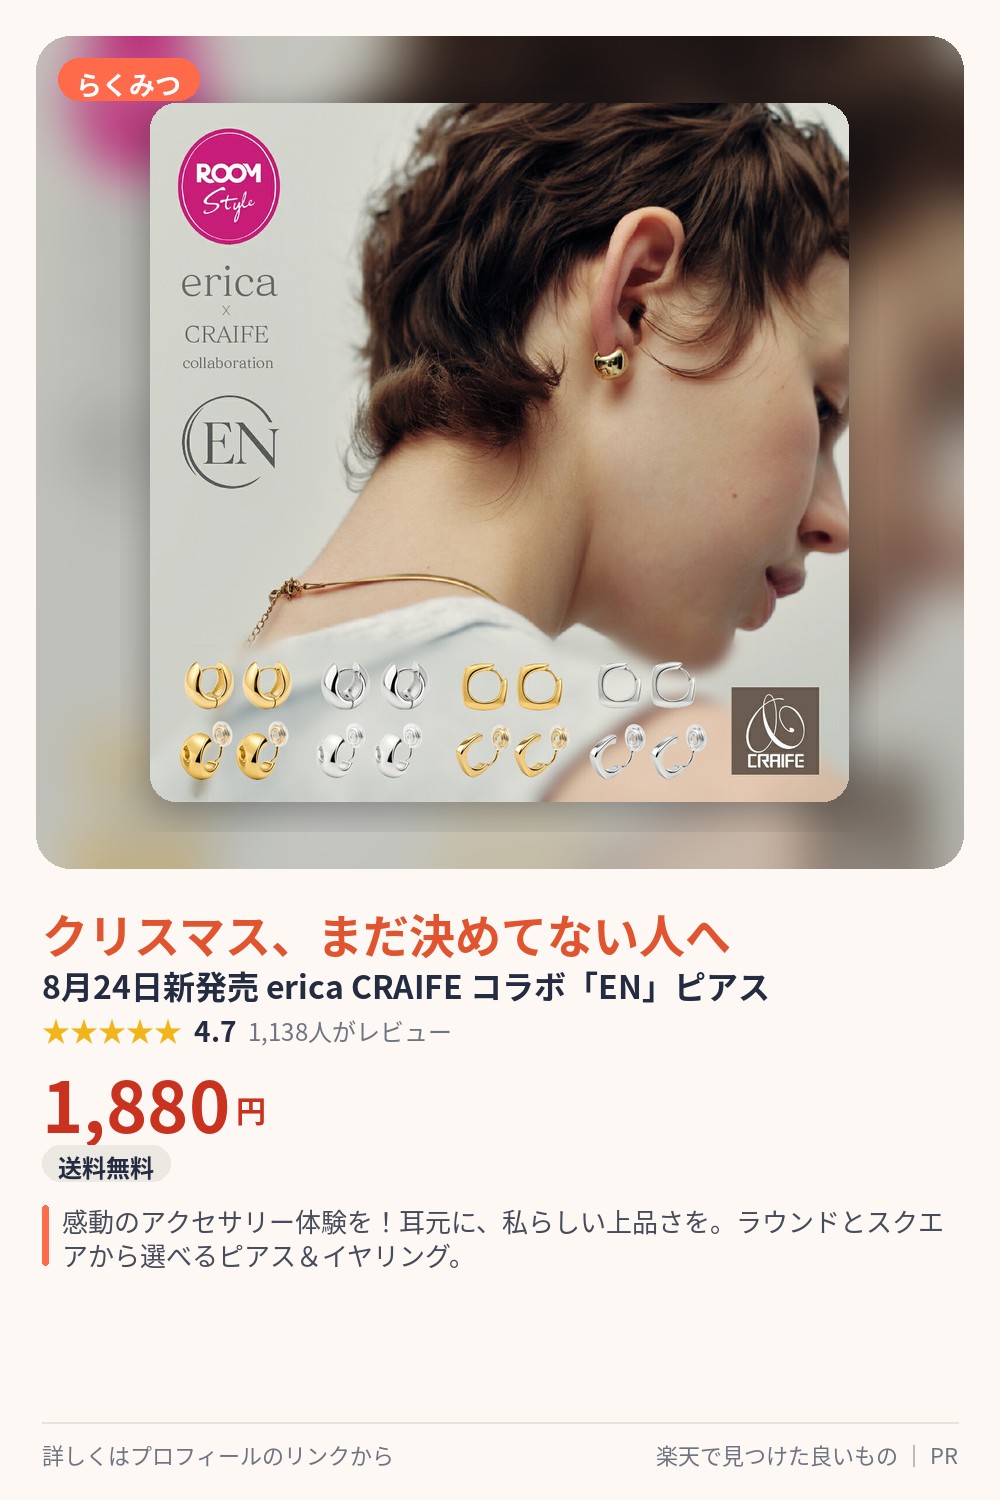 らくみつ
ROOM
Style
erica
x
CRAIFE
collaboration
EN
CRAIFE
クリスマス、まだ決めてない人へ
8月24日新発売 erica CRAIFE コラボ「EN」ピアス
★★★★★ 4.7 1,138人がレビュー
1,880円
送料無料
感動のアクセサリー体験を！耳元に、私らしい上品さを。ラウンドとスクエ
アから選べるピアス＆イヤリング。
詳しくはプロフィールのリンクから
楽天で見つけた良いもの｜PR